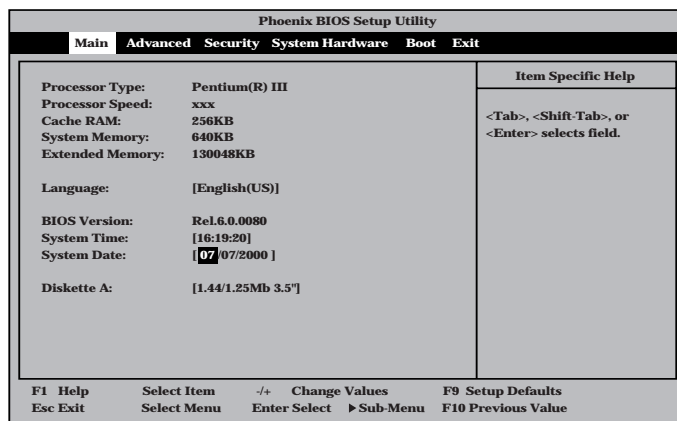 Phoenix BIOS Setup Utility
Main Advanced Security System Hardware Boot Exit
Processor Type: Pentium(R) III
Processor Speed: xxx
Cache RAM: 256KB
System Memory: 640KB
Extended Memory: 130048KB
Language: [English(US)]
BIOS Version: Rel.6.0.0080
System Time: [16:19:20]
System Date: [ 07/07/2000 ]
Diskette A: [1.44/1.25Mb 3.5"]
Item Specific Help
<Tab>, <Shift-Tab>, or
<Enter> selects field.
F1 Help Select Item -/+ Change Values F9 Setup Defaults
Esc Exit Select Menu Enter Select ▶Sub-Menu F10 Previous Value